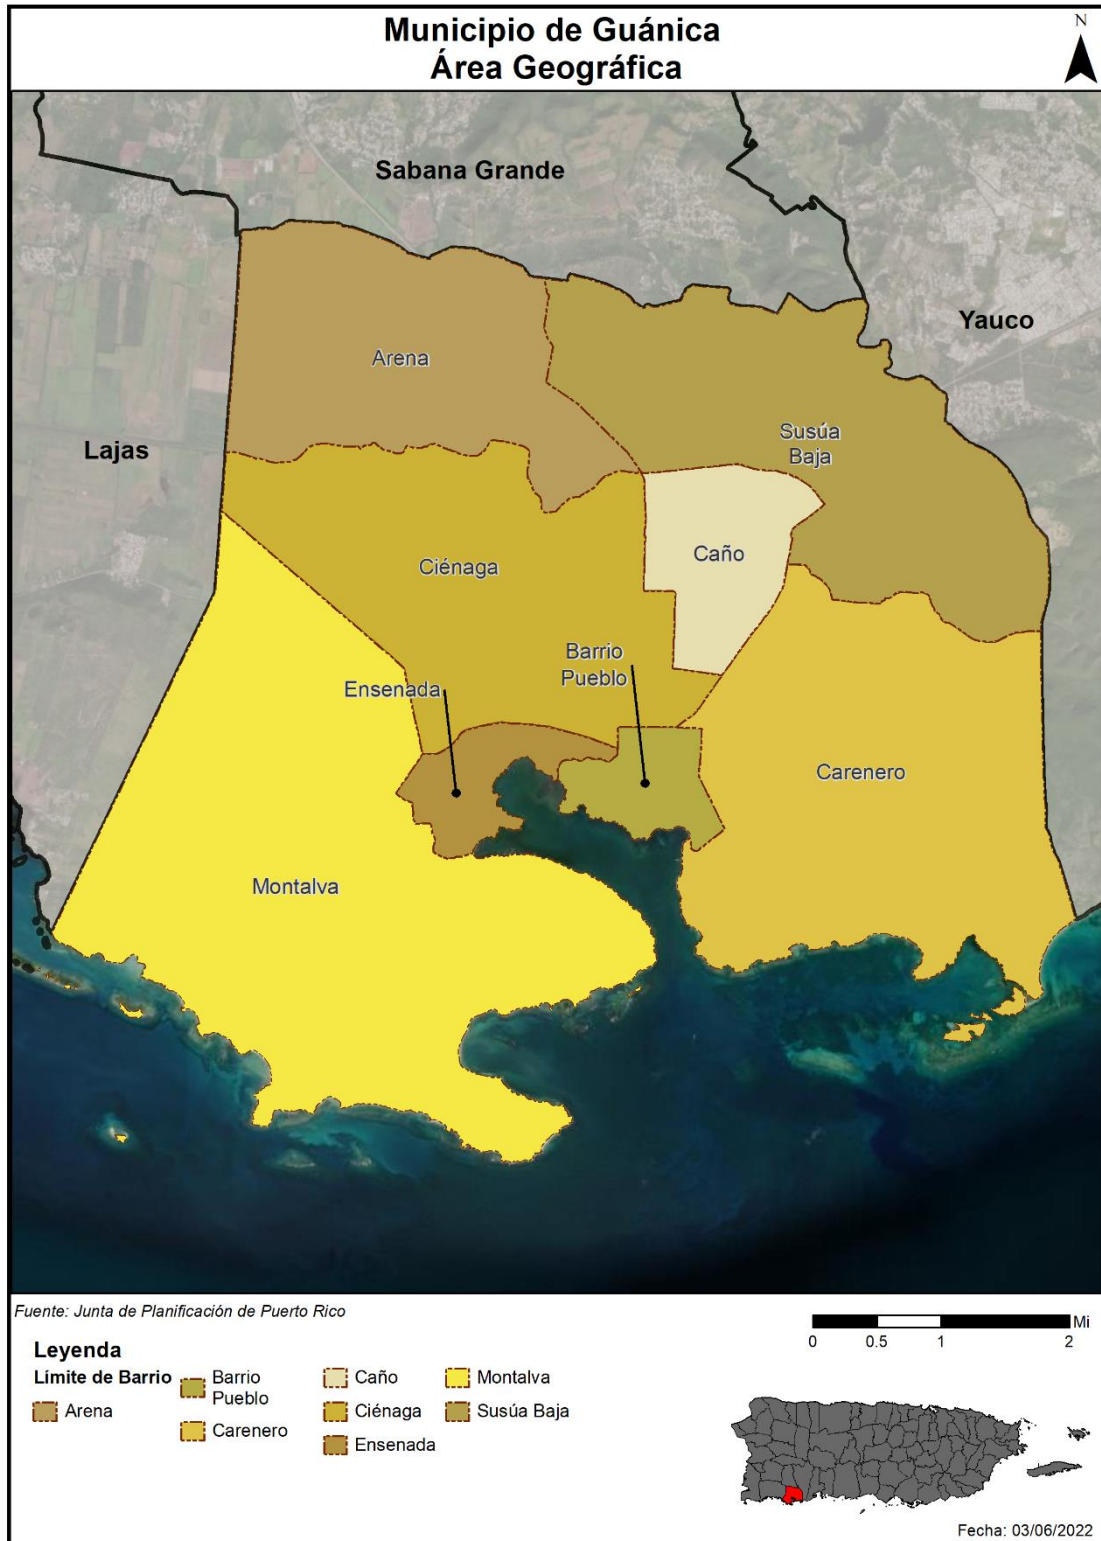 Municipio de Guánica
Área Geográfica
N
Sabana Grande
Yauco
Lajas
Arena
Susúa
Baja
Ciénaga
Caño
Barrio
Pueblo
Ensenada
Carenero
Montalva
Fuente: Junta de Planificación de Puerto Rico
Mi
0 0.5 1 2
Leyenda
Límite de Barrio
Arena
Barrio
Pueblo
Carenero
Caño
Ciénaga
Ensenada
Montalva
Susúa Baja
Fecha: 03/06/2022